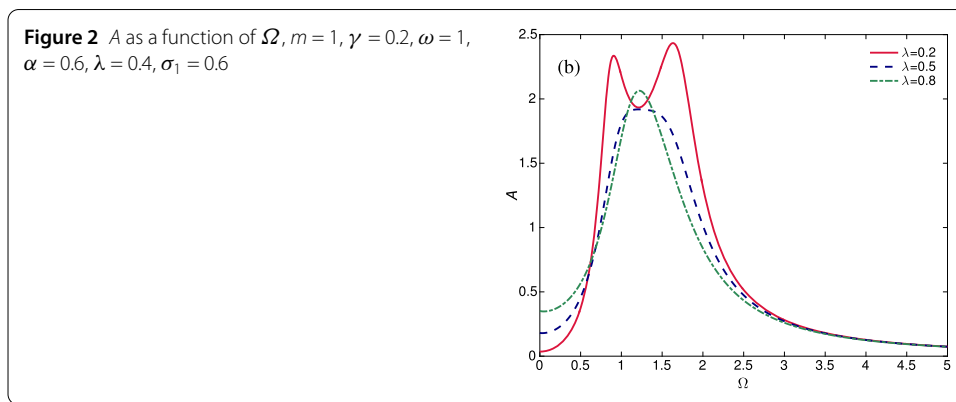 Figure 2 A as a function of Ω, m = 1, γ = 0.2, ω = 1,
α = 0.6, λ = 0.4, σ₁ = 0.6
(b)
λ=0.2
λ=0.5
λ=0.8
2.5
2
1.5
1
0.5
0
A
0 0.5 1 1.5 2 2.5 3 3.5 4 4.5 5
Ω